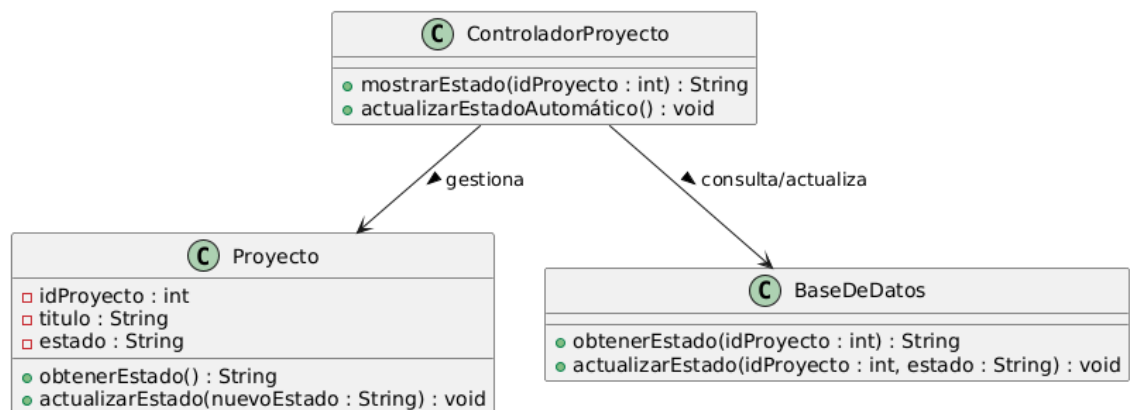 C ControladorProyecto
mostrarEstado(idProyecto : int) : String
actualizarEstadoAutomático() : void
gestiona
consulta/actualiza
C Proyecto
idProyecto : int
titulo : String
estado : String
obtenerEstado() : String
actualizarEstado(nuevoEstado : String) : void
C BaseDeDatos
obtenerEstado(idProyecto : int) : String
actualizarEstado(idProyecto : int, estado : String) : void